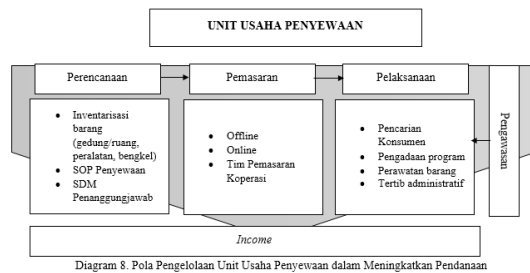 UNIT USAHA PENYEWAAN
Perencanaan
Pemasaran
Pelaksanaan
Pengawasan
Inventarisasi
barang
(gedung/ruang,
peralatan, bengkel)
SOP Penyewaan
SDM
Penanggungjawab
Offline
Online
Tim Pemasaran
Koperasi
Pencarian
Konsumen
Pengadaan program
Perawatan barang
Tertib administratif
Income
Diagram 8. Pola Pengelolaan Unit Usaha Penyewaan dalam Meningkatkan Pendanaan